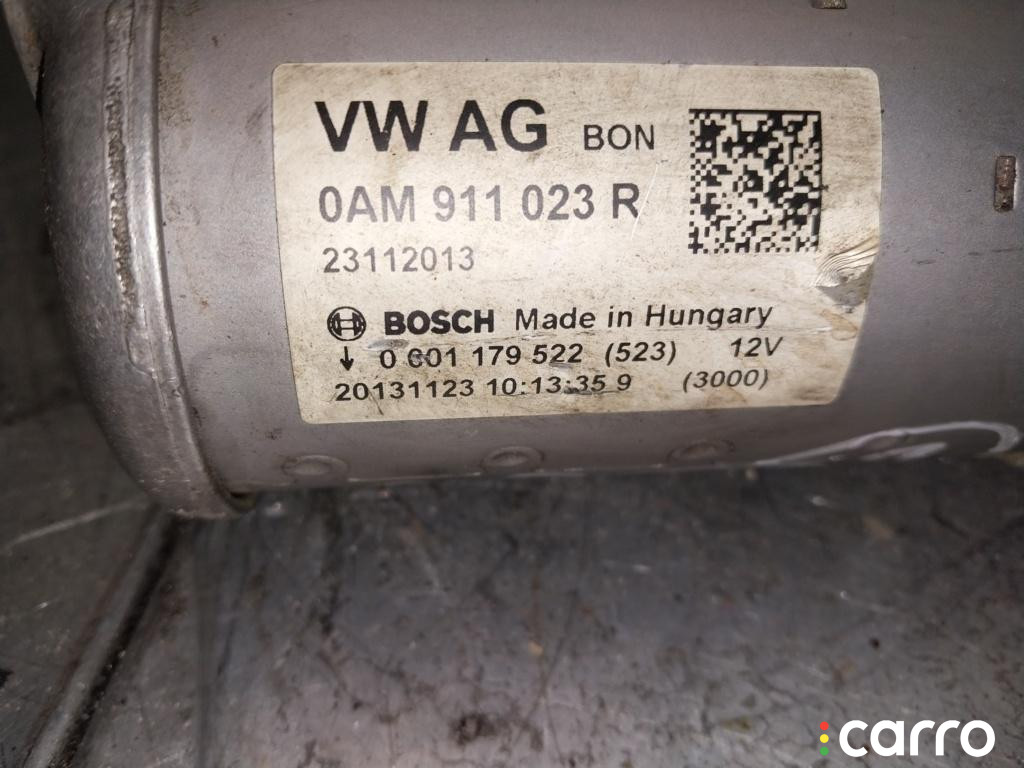 VW AG BON
0AM 911 023 R
23112013
BOSCH Made in Hungary
↓ 0 001 179 522 (523) 12V
20131123 10:13:35 9 (3000)
carro